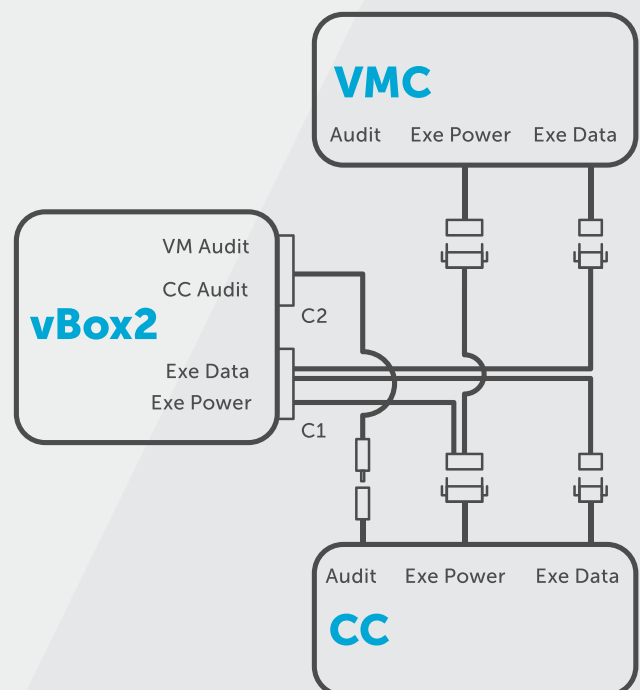 VMC
Audit Exe Power Exe Data
VM Audit
CC Audit
C2
vBox2
Exe Data
Exe Power
C1
Audit Exe Power Exe Data
CC